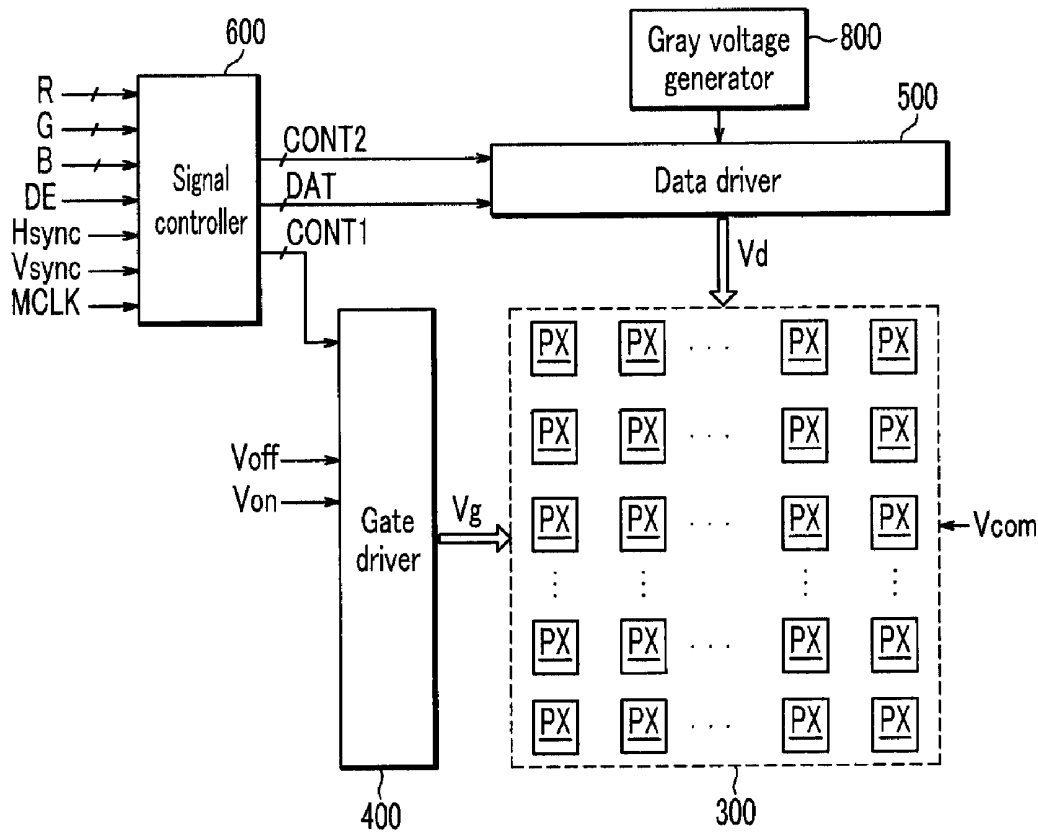 600
R
G
B
DE
Hsync
Vsync
MCLK
Signal
controller
CONT2
DAT
CONT1
Gray voltage
generator
800
500
Data driver
Vd
Voff
Von
Gate
driver
Vg
400
PX PX . . . PX PX
PX PX . . . PX PX
PX PX . . . PX PX
PX PX . . . PX PX
PX PX . . . PX PX
Vcom
300